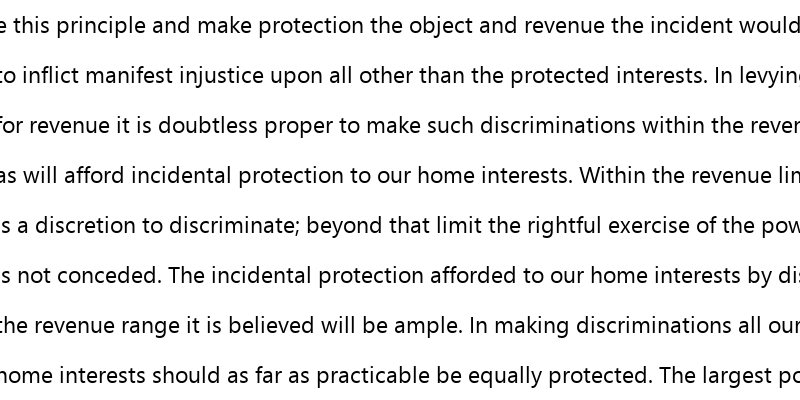 e this principle and make protection the object and revenue the incident would
to inflict manifest injustice upon all other than the protected interests. In levyin
for revenue it is doubtless proper to make such discriminations within the rever
as will afford incidental protection to our home interests. Within the revenue lin
s a discretion to discriminate; beyond that limit the rightful exercise of the pow
s not conceded. The incidental protection afforded to our home interests by dis
the revenue range it is believed will be ample. In making discriminations all our
home interests should as far as practicable be equally protected. The largest po